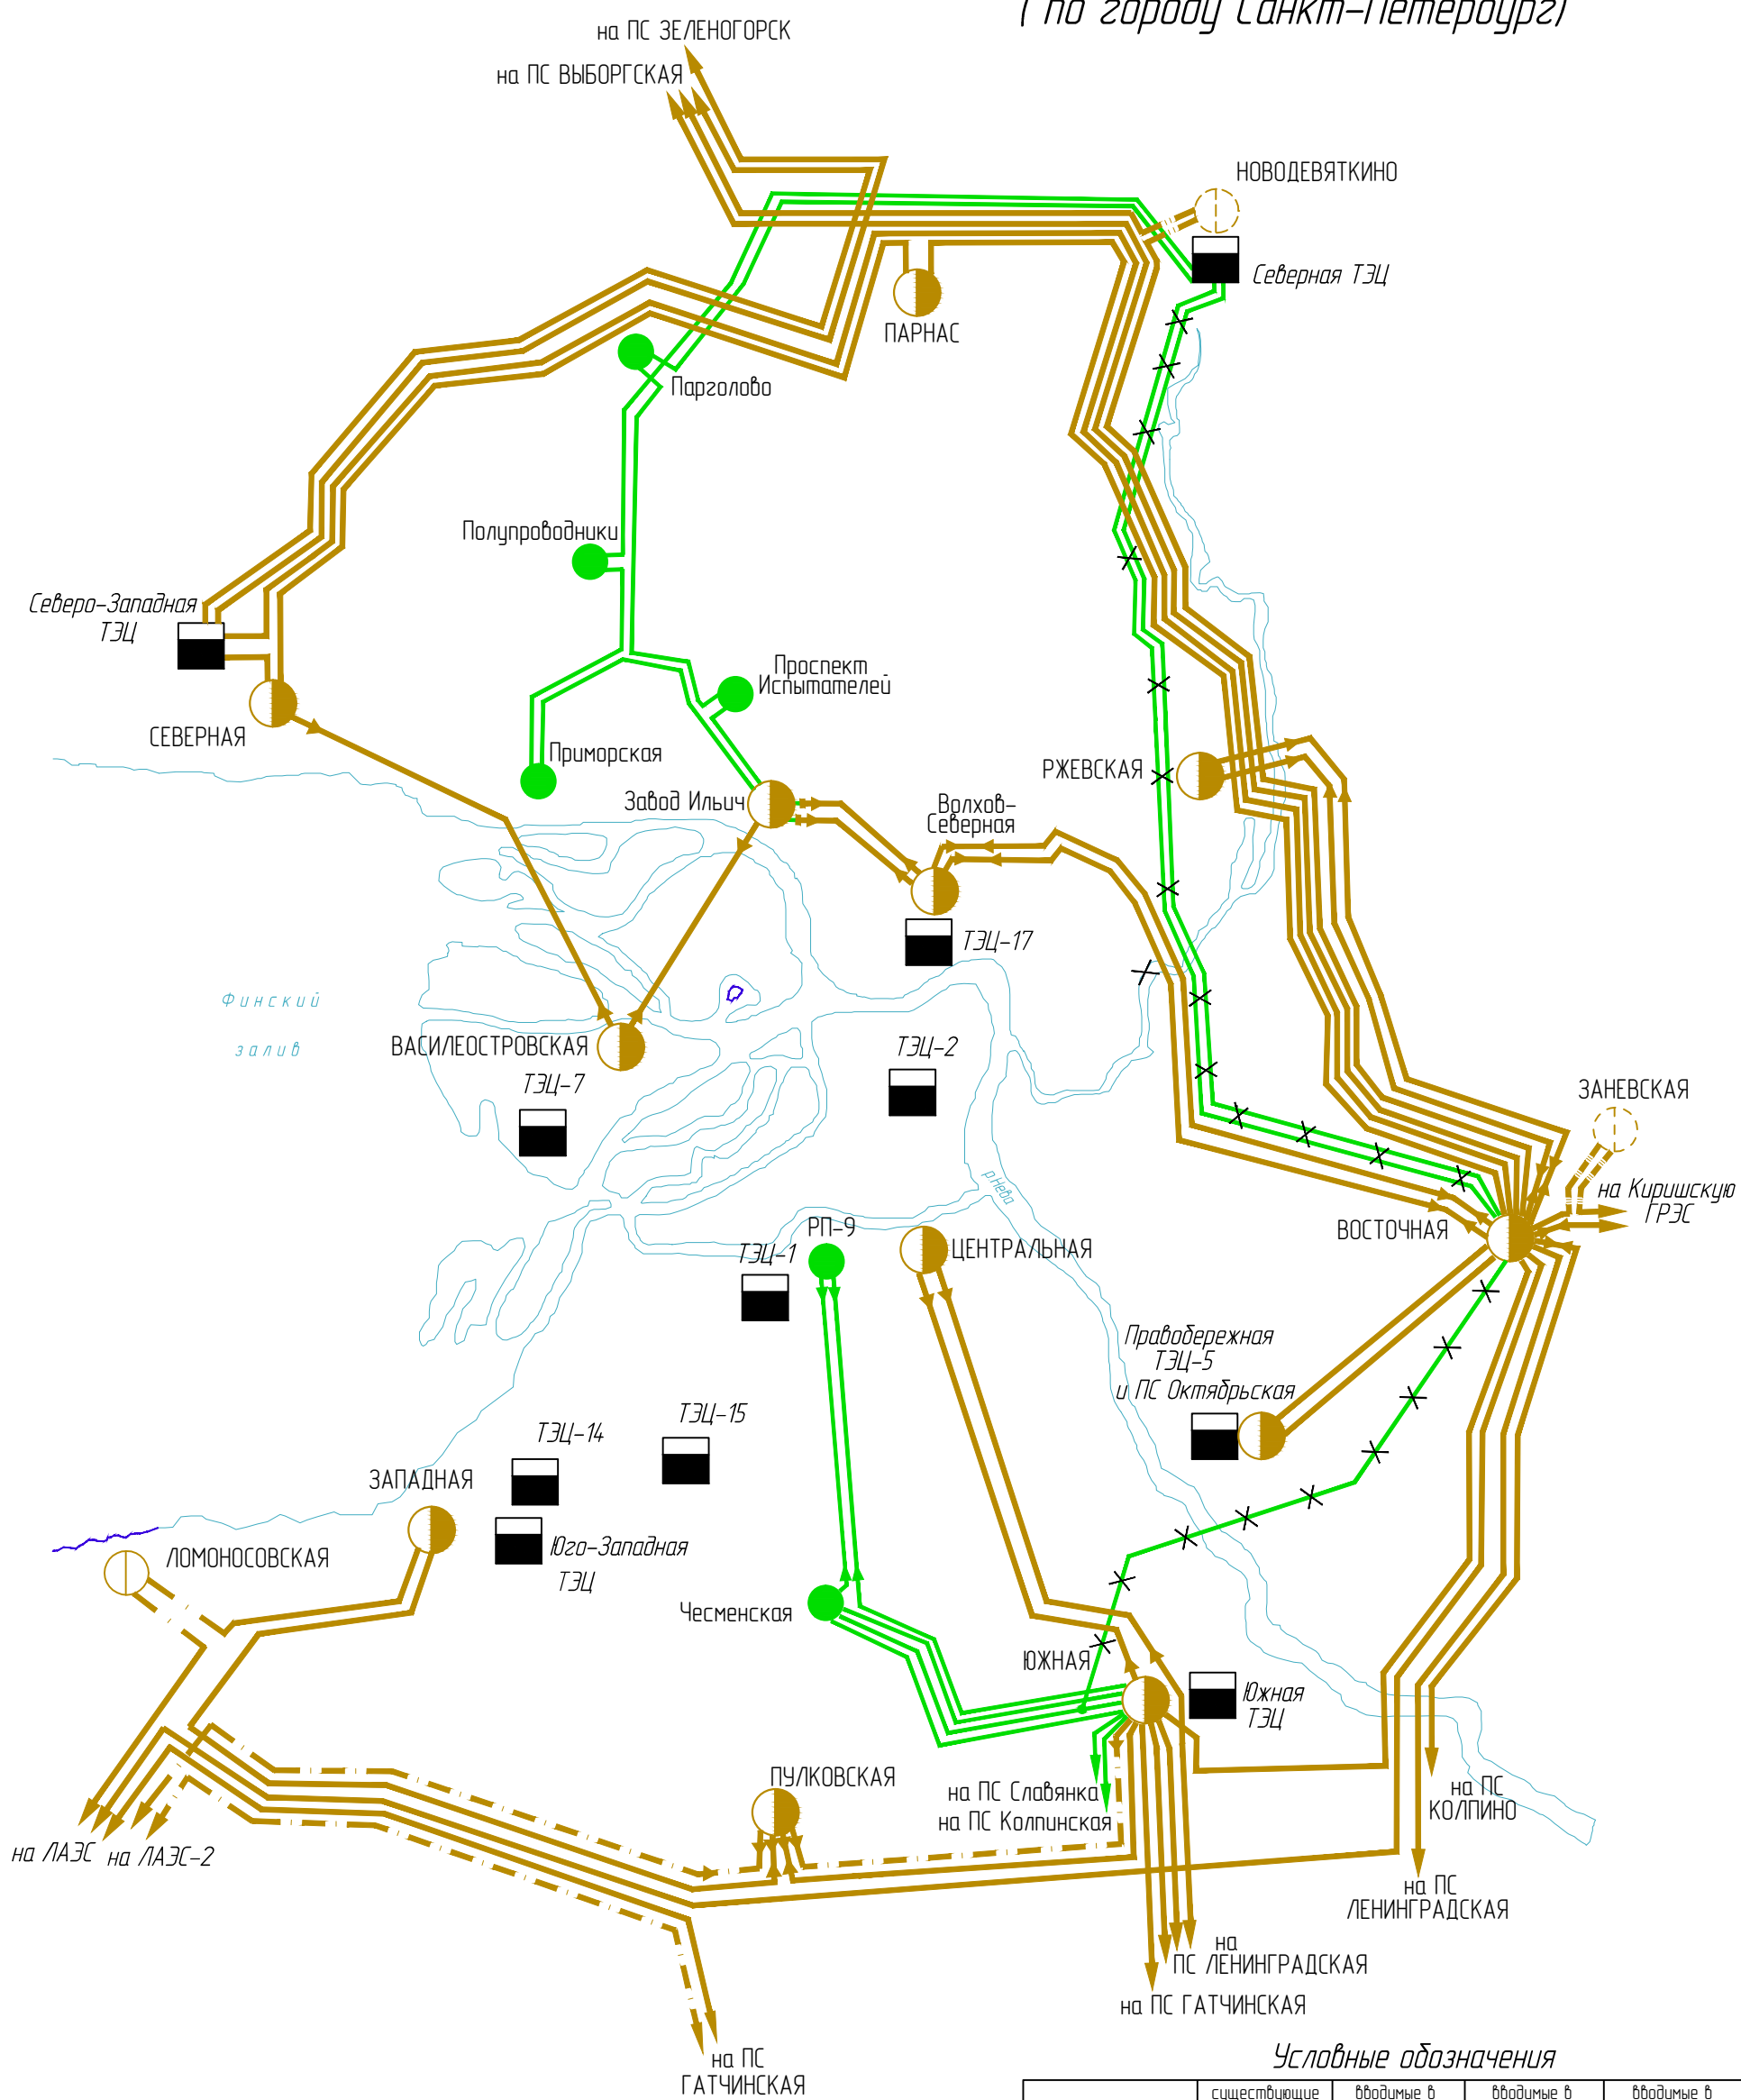 ( по городу Санкт-Петербург)
на ПС ЗЕЛЕНОГОРСК
на ПС ВЫБОРГСКАЯ
НОВОДЕВЯТКИНО
Северная ТЭЦ
ПАРНАС
Парголово
Полупроводники
Северо-Западная
ТЭЦ
Проспект
Испытателей
СЕВЕРНАЯ
Приморская
РЖЕВСКАЯ
Завод Ильич
Волхов-
Северная
ТЭЦ-17
Финский
залив
ВАСИЛЕОСТРОВСКАЯ
ТЭЦ-7
ТЭЦ-2
ЗАНЕВСКАЯ
р.Нева
на Киришскую
ГРЭС
ВОСТОЧНАЯ
РП-9
ТЭЦ-1
ЦЕНТРАЛЬНАЯ
Правобережная
ТЭЦ-5
и ПС Октябрьская
ТЭЦ-15
ТЭЦ-14
ЗАПАДНАЯ
Юго-Западная
ТЭЦ
ЛОМОНОСОВСКАЯ
Чесменская
ЮЖНАЯ
Южная
ТЭЦ
ПУЛКОВСКАЯ
на ПС Славянка
на ПС Колпинская
на ПС
КОЛПИНО
на ЛАЭС
на ЛАЭС-2
на ПС
ЛЕНИНГРАДСКАЯ
на
ПС ЛЕНИНГРАДСКАЯ
на ПС ГАТЧИНСКАЯ
на ПС
ГАТЧИНСКАЯ
Условные обозначения
существующие
вводимые в
вводимые в
вводимые в